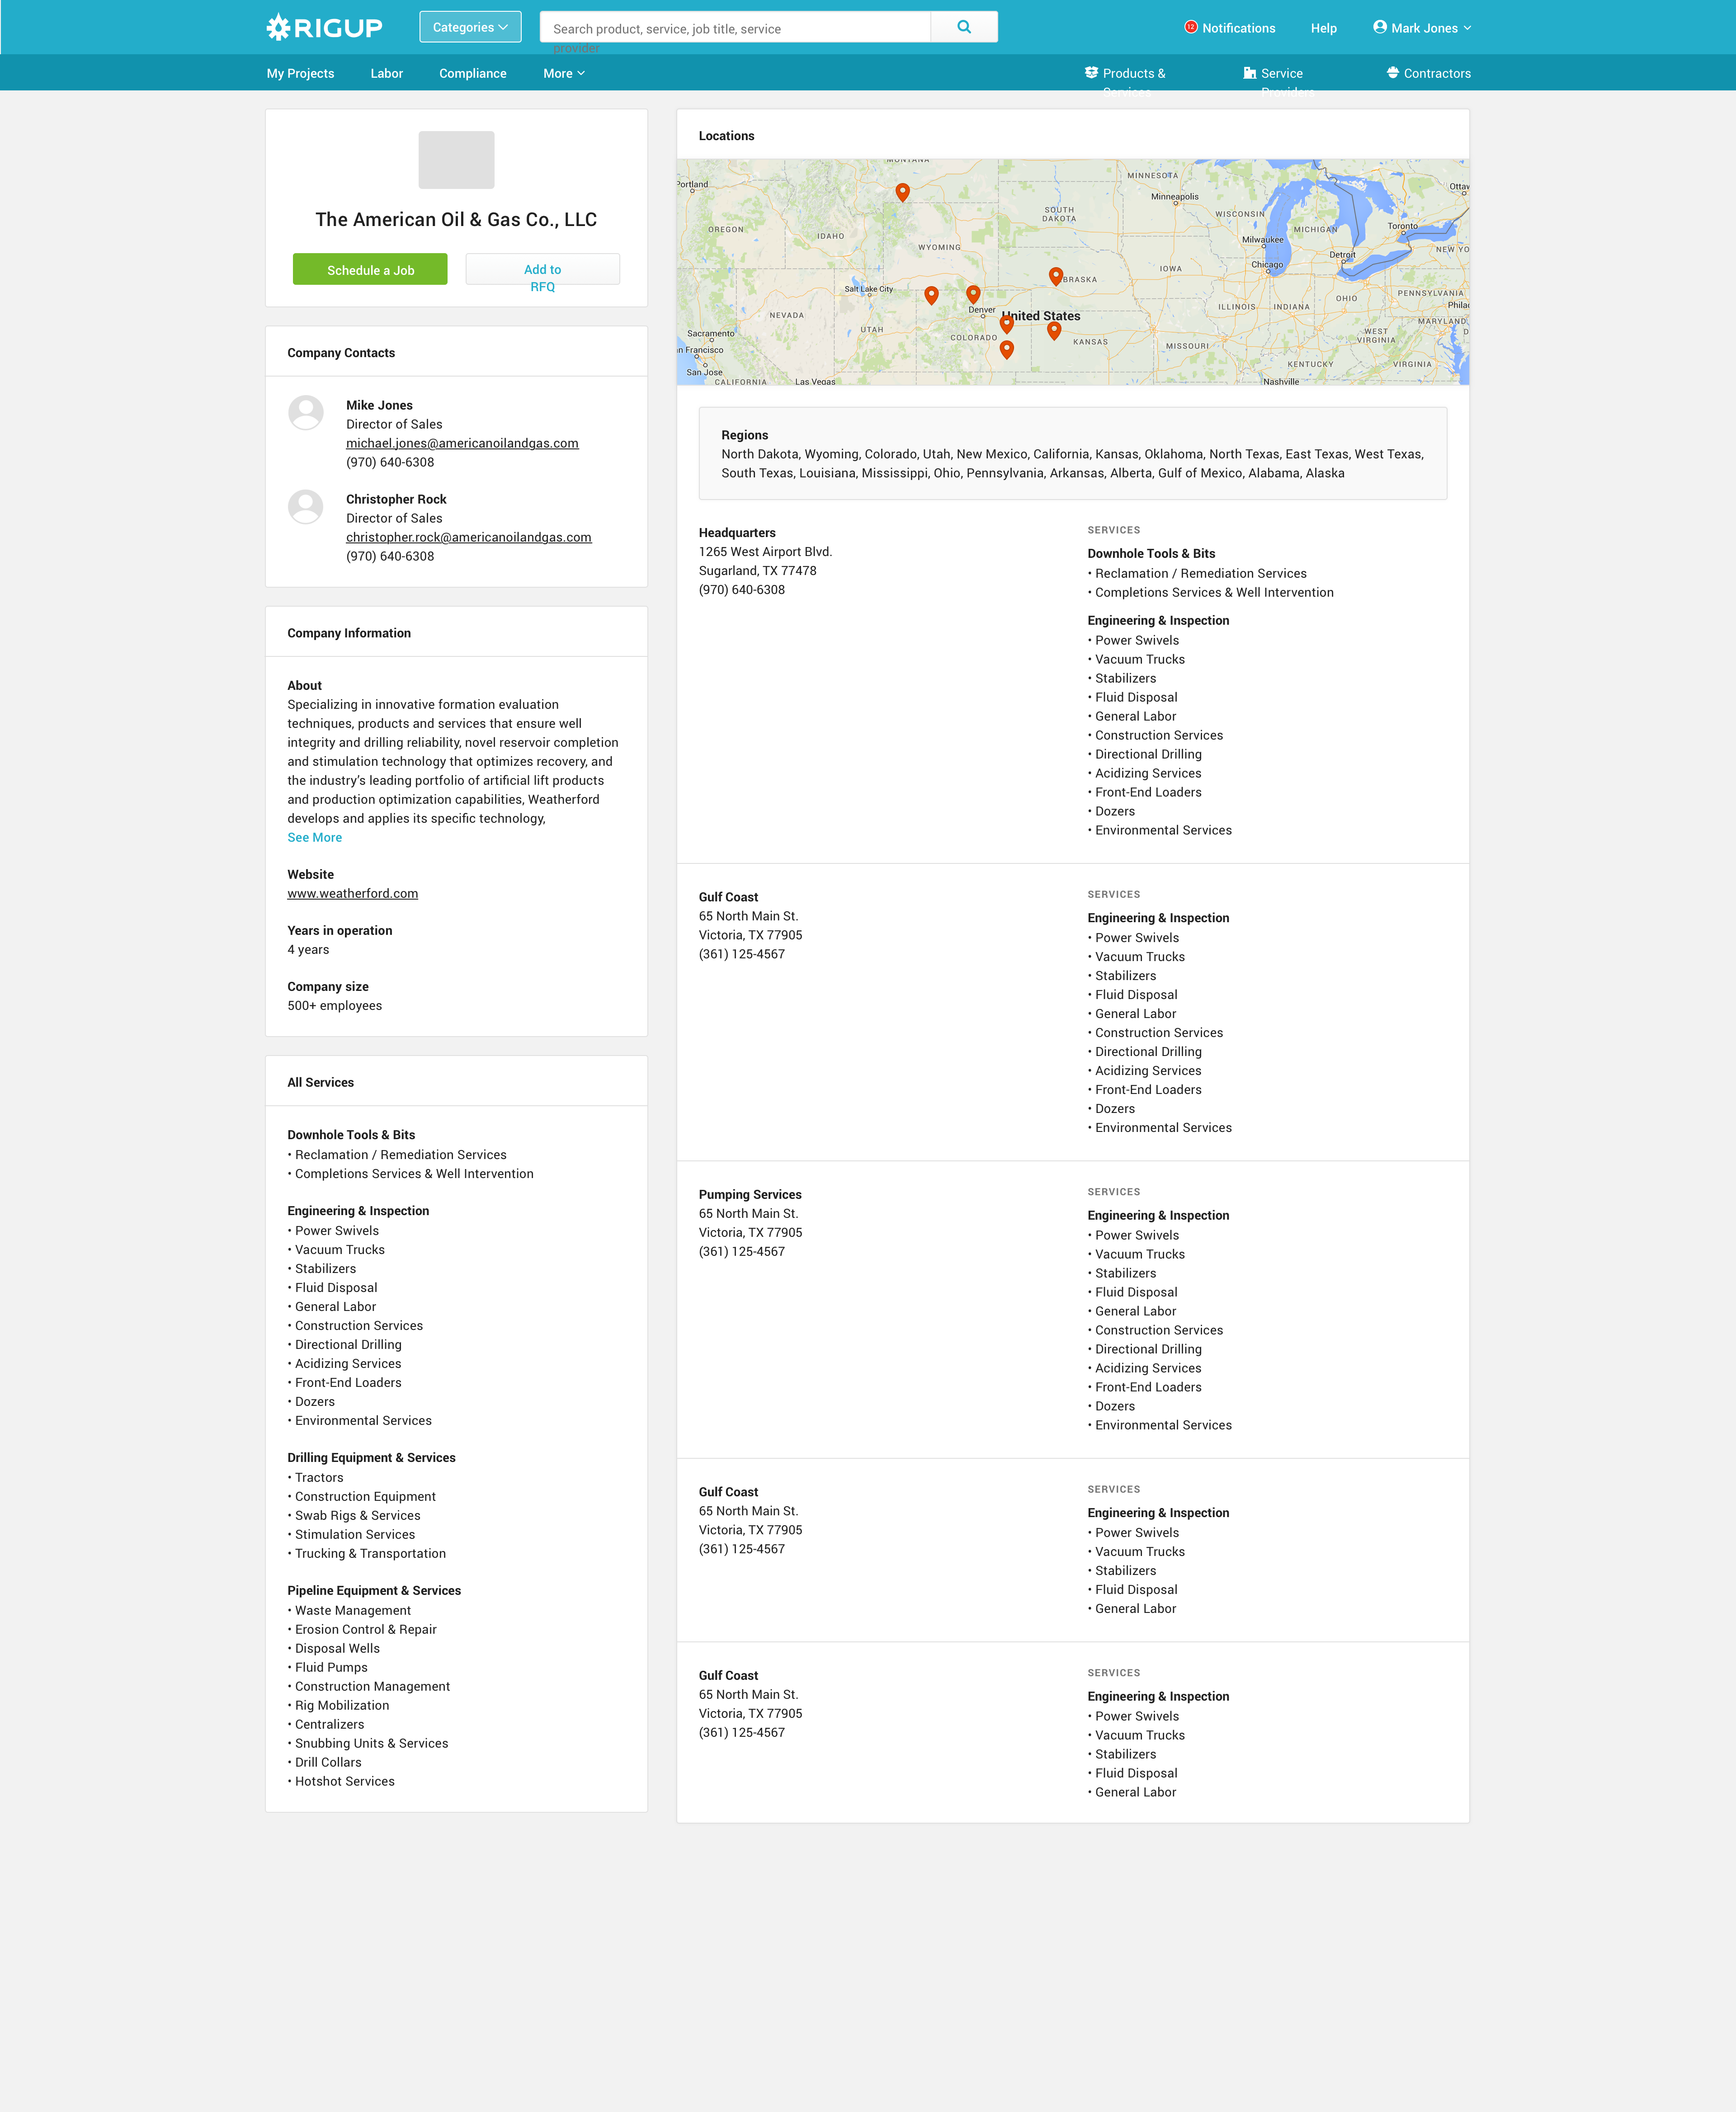 RIGUP
Categories
Search product, service, job title, service
provider
12
Notifications
Help
Mark Jones
My Projects
Labor
Compliance
More
Products &
Services
Service
Providers
Contractors
The American Oil & Gas Co., LLC
Schedule a Job
Add to
RFQ
Company Contacts
Mike Jones
Director of Sales
michael.jones@americanoilandgas.com
(970) 640-6308
Christopher Rock
Director of Sales
christopher.rock@americanoilandgas.com
(970) 640-6308
Company Information
About
Specializing in innovative formation evaluation
techniques, products and services that ensure well
integrity and drilling reliability, novel reservoir completion
and stimulation technology that optimizes recovery, and
the industry’s leading portfolio of artificial lift products
and production optimization capabilities, Weatherford
develops and applies its specific technology,
See More
Website
www.weatherford.com
Years in operation
4 years
Company size
500+ employees
All Services
Downhole Tools & Bits
• Reclamation / Remediation Services
• Completions Services & Well Intervention
Engineering & Inspection
• Power Swivels
• Vacuum Trucks
• Stabilizers
• Fluid Disposal
• General Labor
• Construction Services
• Directional Drilling
• Acidizing Services
• Front-End Loaders
• Dozers
• Environmental Services
Drilling Equipment & Services
• Tractors
• Construction Equipment
• Swab Rigs & Services
• Stimulation Services
• Trucking & Transportation
Pipeline Equipment & Services
• Waste Management
• Erosion Control & Repair
• Disposal Wells
• Fluid Pumps
• Construction Management
• Rig Mobilization
• Centralizers
• Snubbing Units & Services
• Drill Collars
• Hotshot Services
Locations
MONTANA
Portland
MINNESOTA
Minneapolis
Ottaw
SOUTH
DAKOTA
WISCONSIN
OREGON
IDAHO
MICHIGAN
Toronto
WYOMING
Milwaukee
NEW YO
Detroit
Chicago
IOWA
BRASKA
Salt Lake City
PENNSYLVANIA
OHIO
Philad
Denver
ILLINOIS
INDIANA
NEVADA
United States
MARYLAND
UTAH
WEST
VIRGINIA
Sacramento
COLORADO
KANSAS
MISSOURI
n Francisco
KENTUCKY
VIRGINIA
San Jose
CALIFORNIA
Las Vegas
Nashville
Regions
North Dakota, Wyoming, Colorado, Utah, New Mexico, California, Kansas, Oklahoma, North Texas, East Texas, West Texas,
South Texas, Louisiana, Mississippi, Ohio, Pennsylvania, Arkansas, Alberta, Gulf of Mexico, Alabama, Alaska
Headquarters
1265 West Airport Blvd.
Sugarland, TX 77478
(970) 640-6308
SERVICES
Downhole Tools & Bits
• Reclamation / Remediation Services
• Completions Services & Well Intervention
Engineering & Inspection
• Power Swivels
• Vacuum Trucks
• Stabilizers
• Fluid Disposal
• General Labor
• Construction Services
• Directional Drilling
• Acidizing Services
• Front-End Loaders
• Dozers
• Environmental Services
Gulf Coast
65 North Main St.
Victoria, TX 77905
(361) 125-4567
SERVICES
Engineering & Inspection
• Power Swivels
• Vacuum Trucks
• Stabilizers
• Fluid Disposal
• General Labor
• Construction Services
• Directional Drilling
• Acidizing Services
• Front-End Loaders
• Dozers
• Environmental Services
Pumping Services
65 North Main St.
Victoria, TX 77905
(361) 125-4567
SERVICES
Engineering & Inspection
• Power Swivels
• Vacuum Trucks
• Stabilizers
• Fluid Disposal
• General Labor
• Construction Services
• Directional Drilling
• Acidizing Services
• Front-End Loaders
• Dozers
• Environmental Services
Gulf Coast
65 North Main St.
Victoria, TX 77905
(361) 125-4567
SERVICES
Engineering & Inspection
• Power Swivels
• Vacuum Trucks
• Stabilizers
• Fluid Disposal
• General Labor
Gulf Coast
65 North Main St.
Victoria, TX 77905
(361) 125-4567
SERVICES
Engineering & Inspection
• Power Swivels
• Vacuum Trucks
• Stabilizers
• Fluid Disposal
• General Labor